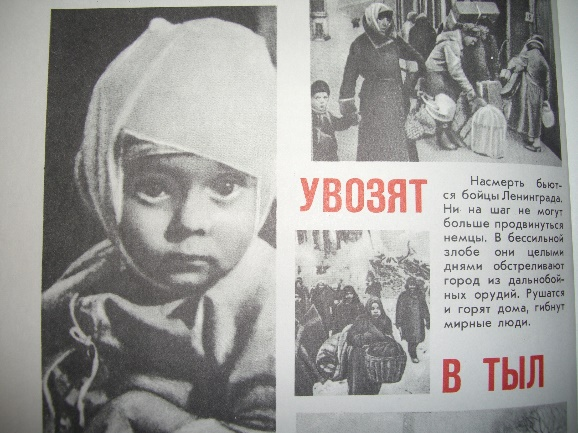 УВОЗЯТ
Насмерть бьют-
ся бойцы Ленинграда.
Ни на шаг не могут
больше продвинуться
немцы. В бессильной
злобе они целыми
днями обстреливают
город из дальнобой-
ных орудий. Рушатся
и горят дома, гибнут
мирные люди.
В ТЫЛ